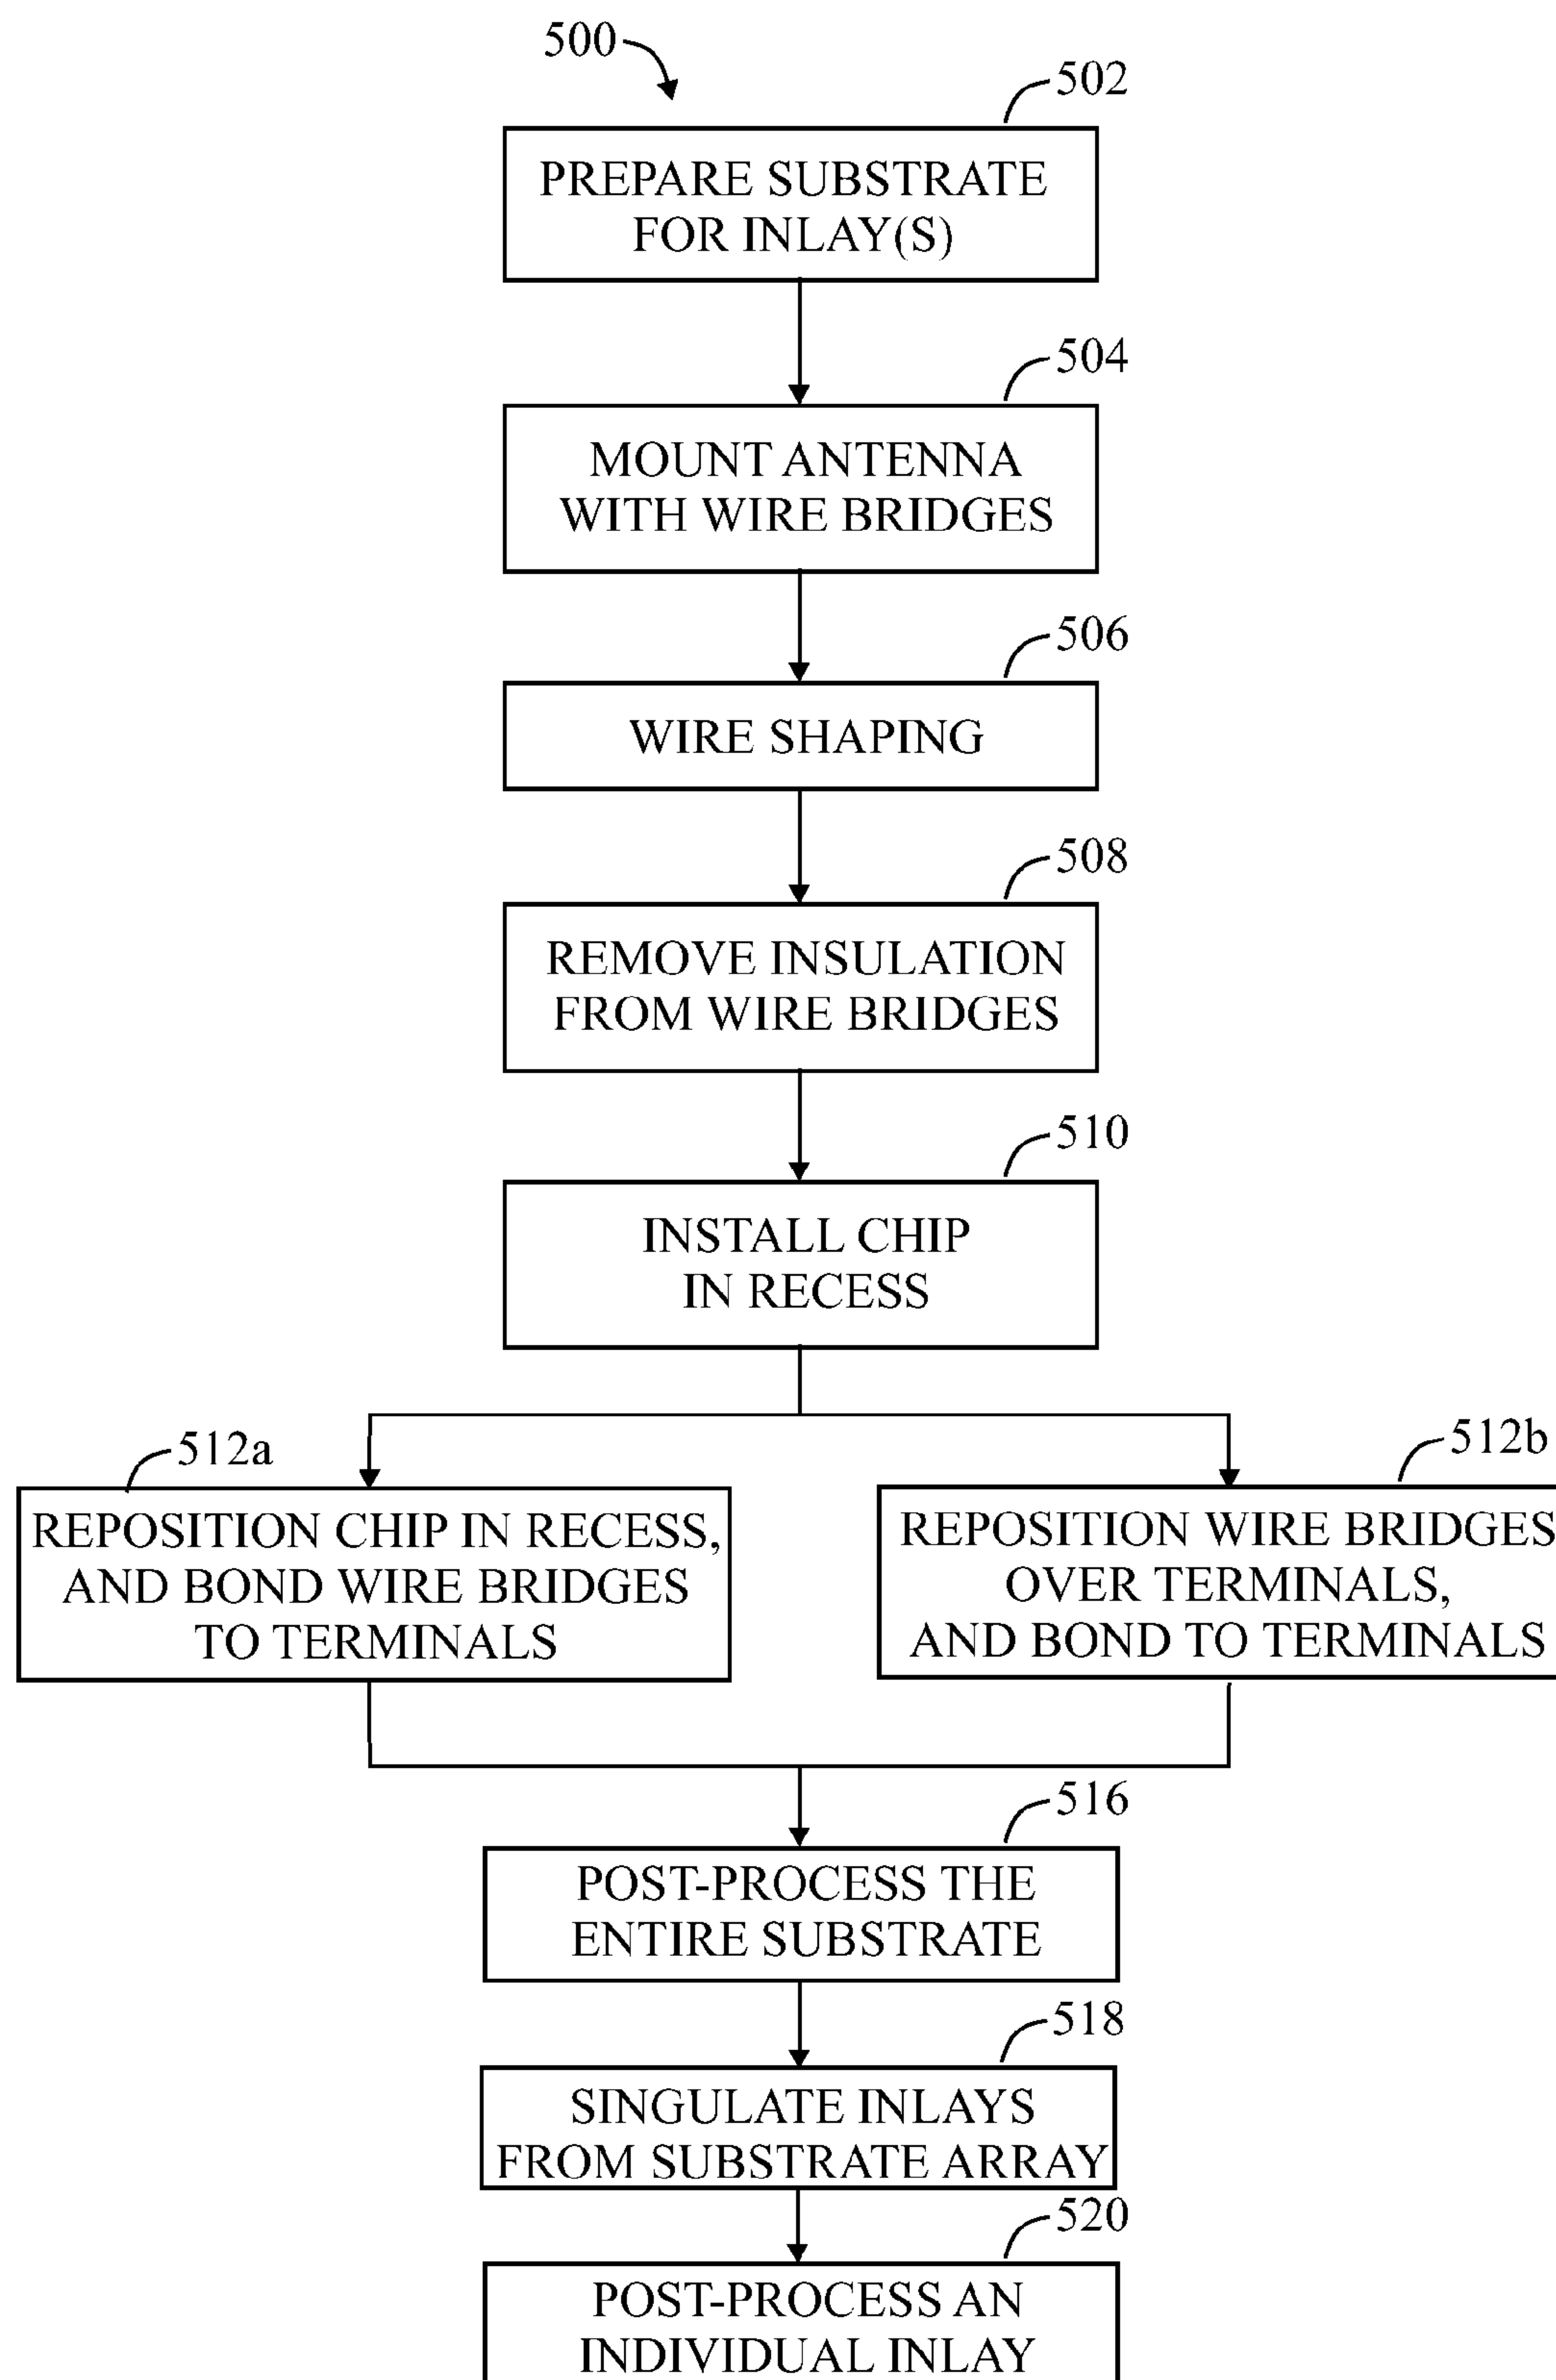 500
502
PREPARE SUBSTRATE
FOR INLAY(S)
504
MOUNT ANTENNA
WITH WIRE BRIDGES
506
WIRE SHAPING
508
REMOVE INSULATION
FROM WIRE BRIDGES
510
INSTALL CHIP
IN RECESS
512a
REPOSITION CHIP IN RECESS,
AND BOND WIRE BRIDGES
TO TERMINALS
512b
REPOSITION WIRE BRIDGES
OVER TERMINALS,
AND BOND TO TERMINALS
516
POST-PROCESS THE
ENTIRE SUBSTRATE
518
SINGULATE INLAYS
FROM SUBSTRATE ARRAY
520
POST-PROCESS AN
INDIVIDUAL INLAY